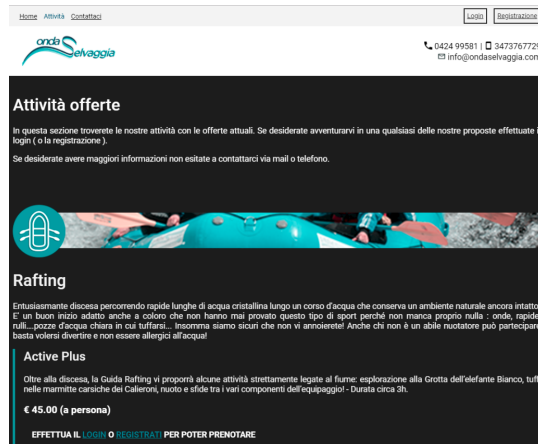 Home Attività Contattaci
Login Registrazione
onda Selvaggia
0424 99581 | 3473767729
info@ondaselvaggia.com
Attività offerte
In questa sezione troverete le nostre attività con le offerte attuali. Se desiderate avventurarvi in una qualsiasi delle nostre proposte effettuate
login ( o la registrazione ).
Se desiderate avere maggiori informazioni non esitate a contattarci via mail o telefono.
Rafting
Entusiasmante discesa percorrendo rapide lunghe di acqua cristallina lungo un corso d'acqua che conserva un ambiente naturale ancora intatto
E' un buon inizio adatto anche a coloro che non hanno mai provato questo tipo di sport perché non manca proprio nulla : onde, rapide
rulli....pozze d'acqua chiara in cui tuffarsi... Insomma siamo sicuri che non vi annoierete! Anche chi non è un abile nuotatore può partecipare
basta volersi divertire e non essere allergici all'acqua!
Active Plus
Oltre alla discesa, la Guida Rafting vi proporrà alcune attività strettamente legate al fiume: esplorazione alla Grotta dell'elefante Bianco, tuff
nelle marmitte carsiche dei Calieroni, nuoto e sfide tra i vari componenti dell'equipaggio! - Durata circa 3h.
€ 45.00 (a persona)
EFFETTUA IL LOGIN O REGISTRATI PER POTER PRENOTARE